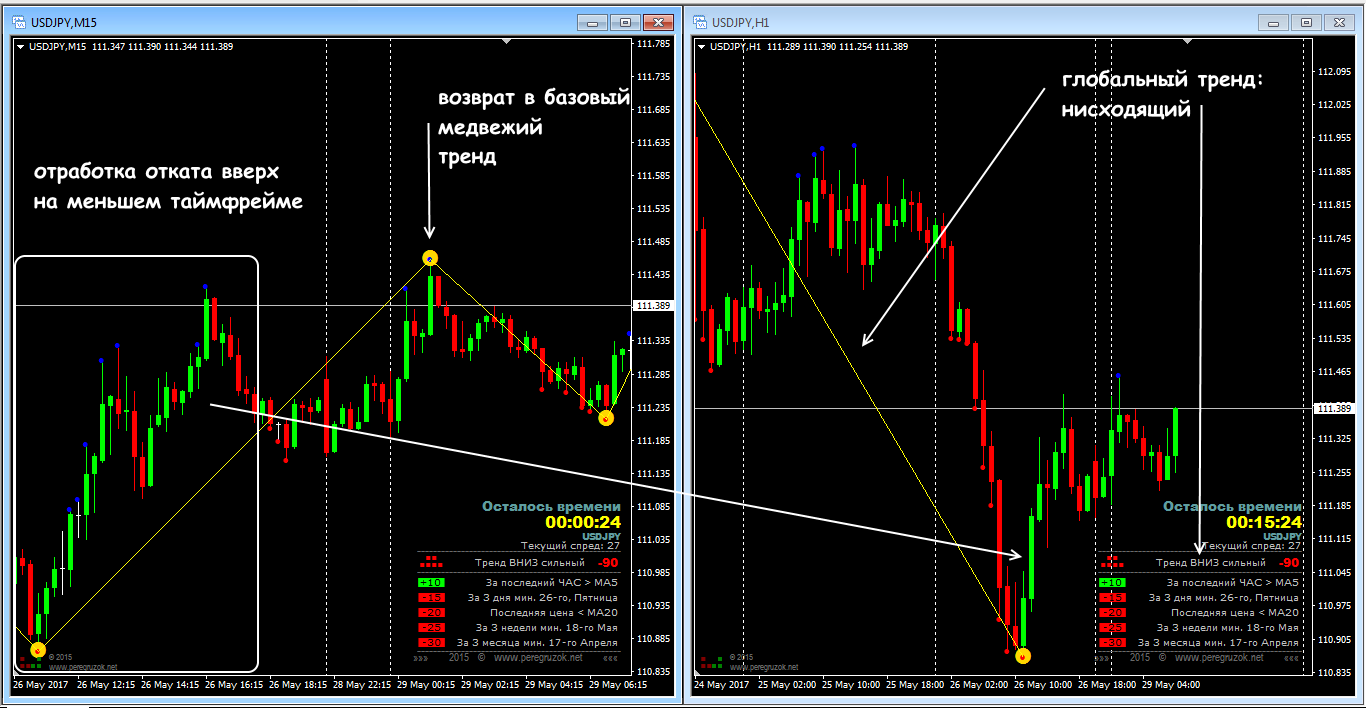 USDJPY,M15
USDJPY,M15 111.347 111.390 111.344 111.389
возврат в базовый
медвежий
тренд
отработка отката вверх
на меньшем таймфрейме
111.785
111.735
111.685
111.635
111.585
111.535
111.485
111.435
111.389
111.335
111.285
111.235
111.185
111.135
111.085
111.035
110.985
110.935
110.885
110.835
Осталось времени
00:00:24
USDJPY
Текущий спред: 27
Тренд ВНИЗ сильный -90
+10 За последний ЧАС > MA5
-15 За 3 дня мин. 26-го, Пятница
-20 Последняя цена < MA20
-25 За 3 недели мин. 18-го Мая
-30 За 3 месяца мин. 17-го Апреля
»»» 2015 © www.peregruzok.net «««
© 2015
www.peregruzok.net
26 May 2017 26 May 12:15 26 May 14:15 26 May 16:15 26 May 18:15 28 May 22:15 29 May 00:15 29 May 02:15 29 May 04:15 29 May 06:15
USDJPY,H1
USDJPY,H1 111.289 111.390 111.254 111.389
глобальный тренд:
нисходящий
112.095
112.025
111.955
111.885
111.815
111.745
111.675
111.605
111.535
111.465
111.389
111.325
111.255
111.185
111.115
111.045
110.975
110.905
110.835
Осталось времени
00:15:24
USDJPY
Текущий спред: 27
Тренд ВНИЗ сильный -90
+10 За последний ЧАС > MA5
-15 За 3 дня мин. 26-го, Пятница
-20 Последняя цена < MA20
-25 За 3 недели мин. 18-го Мая
-30 За 3 месяца мин. 17-го Апреля
»»» 2015 © www.peregruzok.net «««
© 2015
www.peregruzok.net
24 May 2017 25 May 02:00 25 May 10:00 25 May 18:00 26 May 02:00 26 May 10:00 26 May 18:00 29 May 04:00